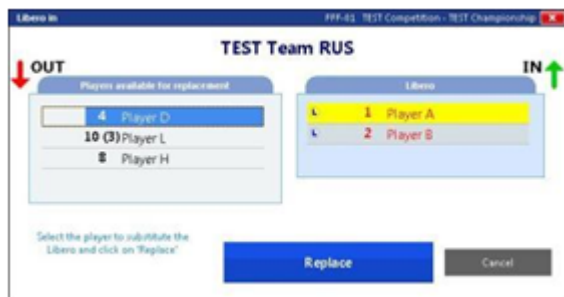 Libero in
FFF-01 TEST Competition - TEST Championship
TEST Team RUS
OUT
IN
Players available for replacement
Libero
4 Player D
10 (3) Player L
8 Player H
L 1 Player A
L 2 Player B
Select the player to substitute the
Libero and click on 'Replace'
Replace
Cancel